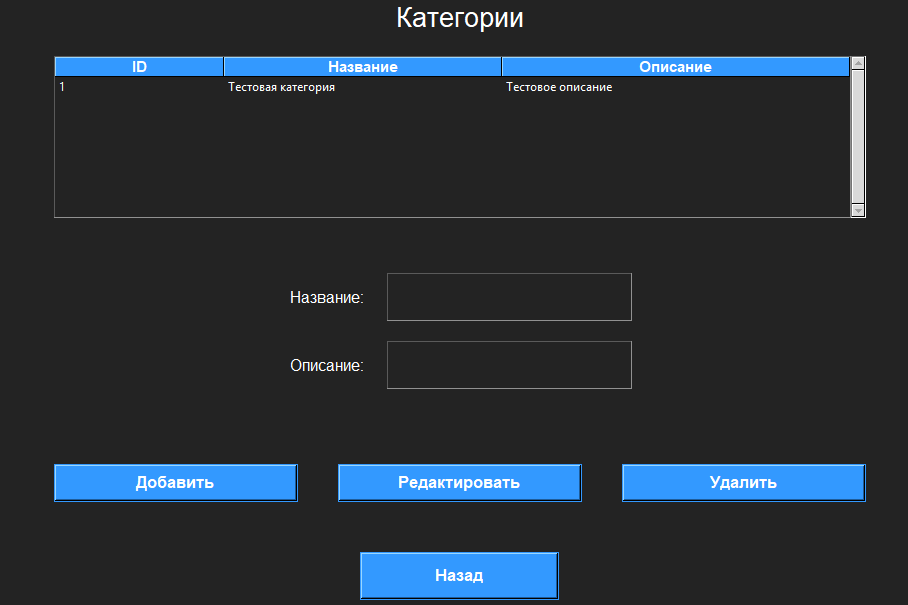 Категории
ID Название Описание
1 Тестовая категория Тестовое описание
Название:
Описание:
Добавить Редактировать Удалить
Назад